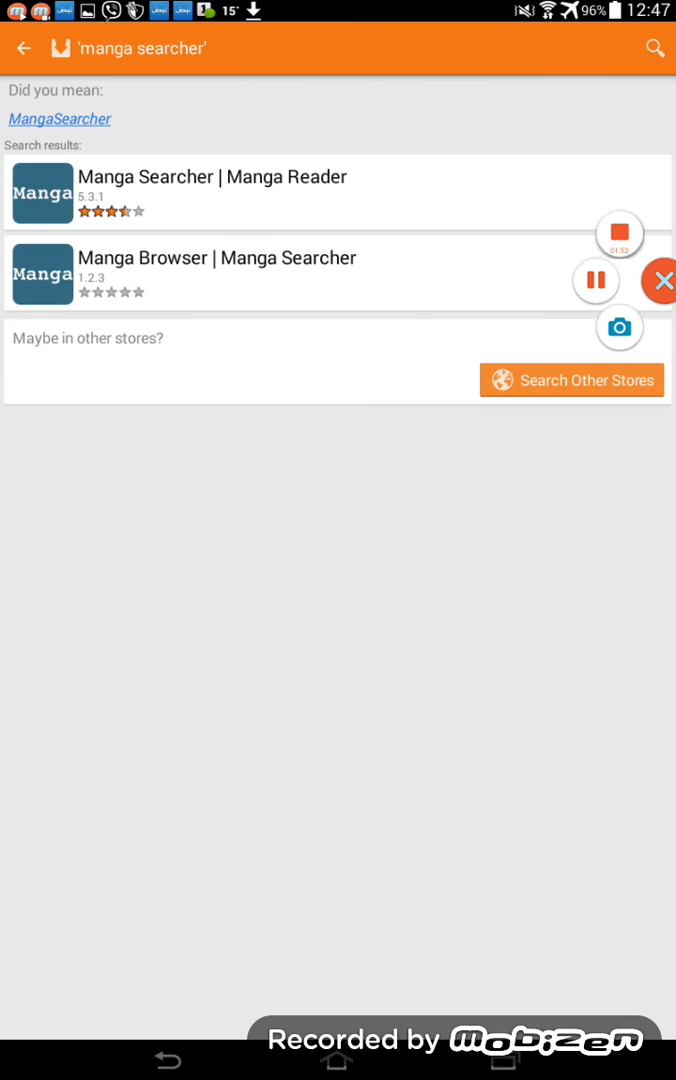 15°
96%
12:47
'manga searcher'
Did you mean:
MangaSearcher
Search results:
Manga
Manga Searcher | Manga Reader
5.3.1
Manga
Manga Browser | Manga Searcher
1.2.3
01:53
Maybe in other stores?
Search Other Stores
Recorded by mobizen